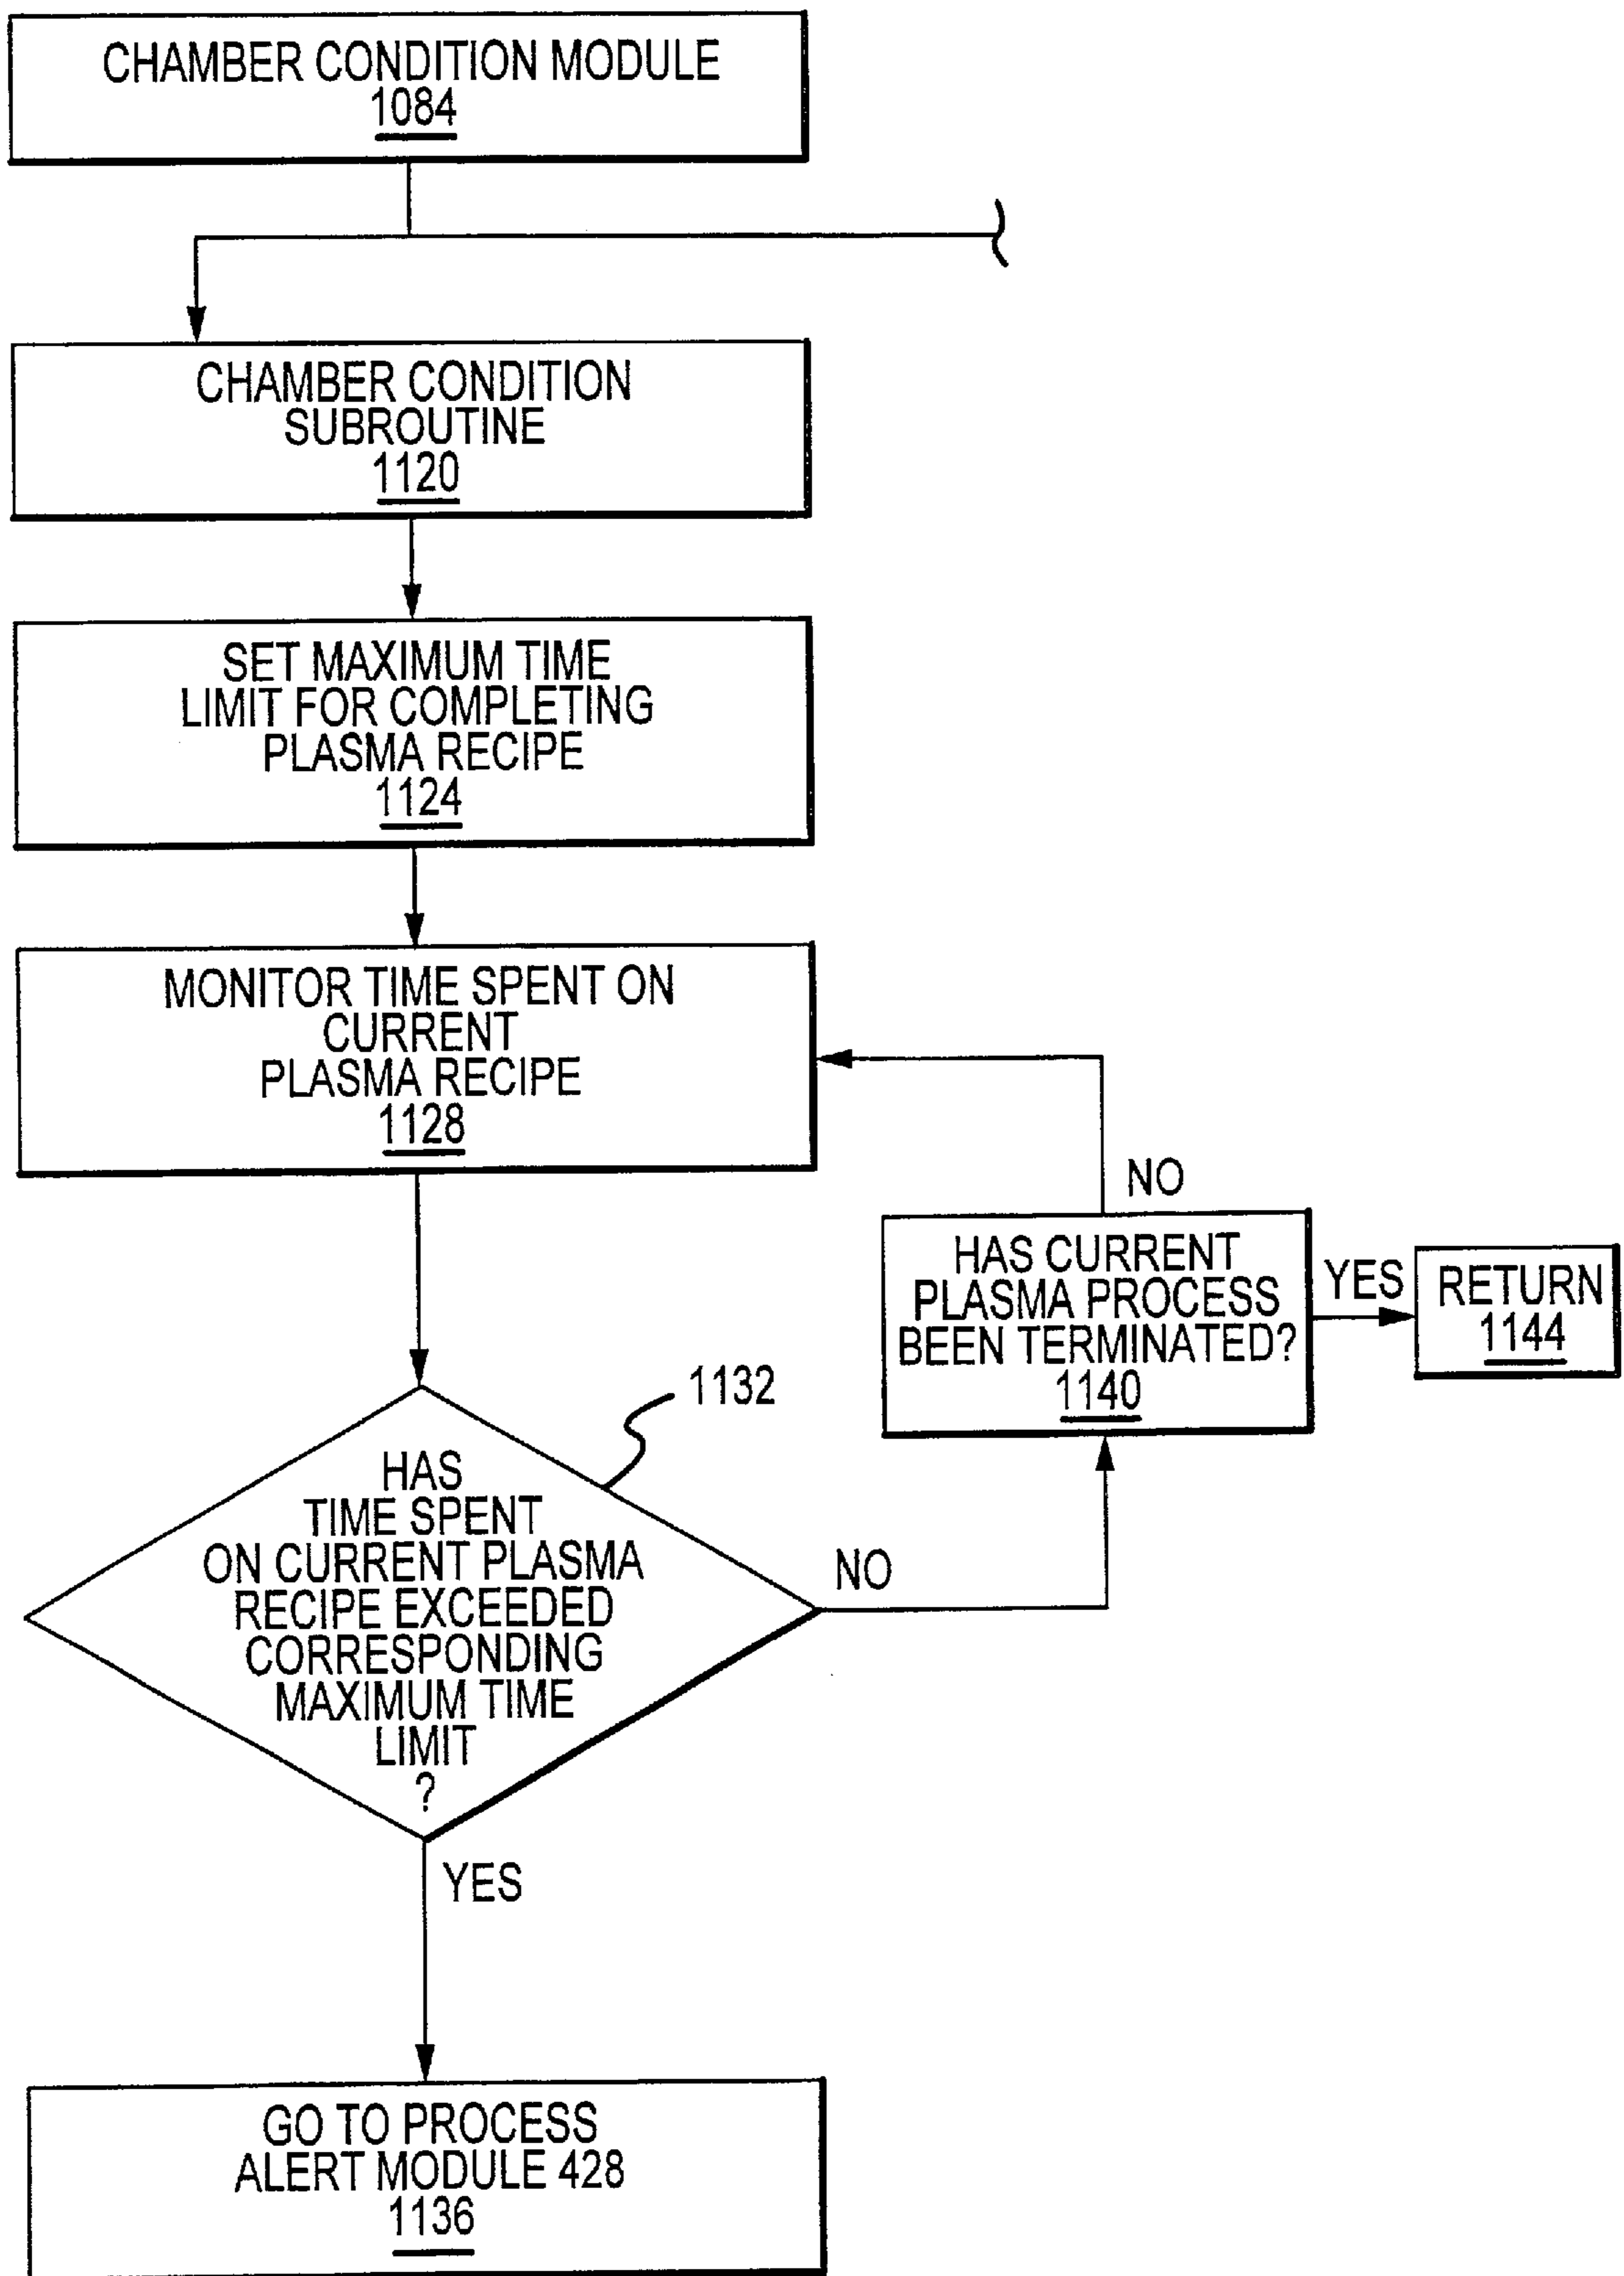 CHAMBER CONDITION MODULE
1084
CHAMBER CONDITION
SUBROUTINE
1120
SET MAXIMUM TIME
LIMIT FOR COMPLETING
PLASMA RECIPE
1124
MONITOR TIME SPENT ON
CURRENT
PLASMA RECIPE
1128
NO
HAS CURRENT
PLASMA PROCESS
BEEN TERMINATED?
1140
YES
RETURN
1144
1132
HAS
TIME SPENT
ON CURRENT PLASMA
RECIPE EXCEEDED
CORRESPONDING
MAXIMUM TIME
LIMIT
?
NO
YES
GO TO PROCESS
ALERT MODULE 428
1136